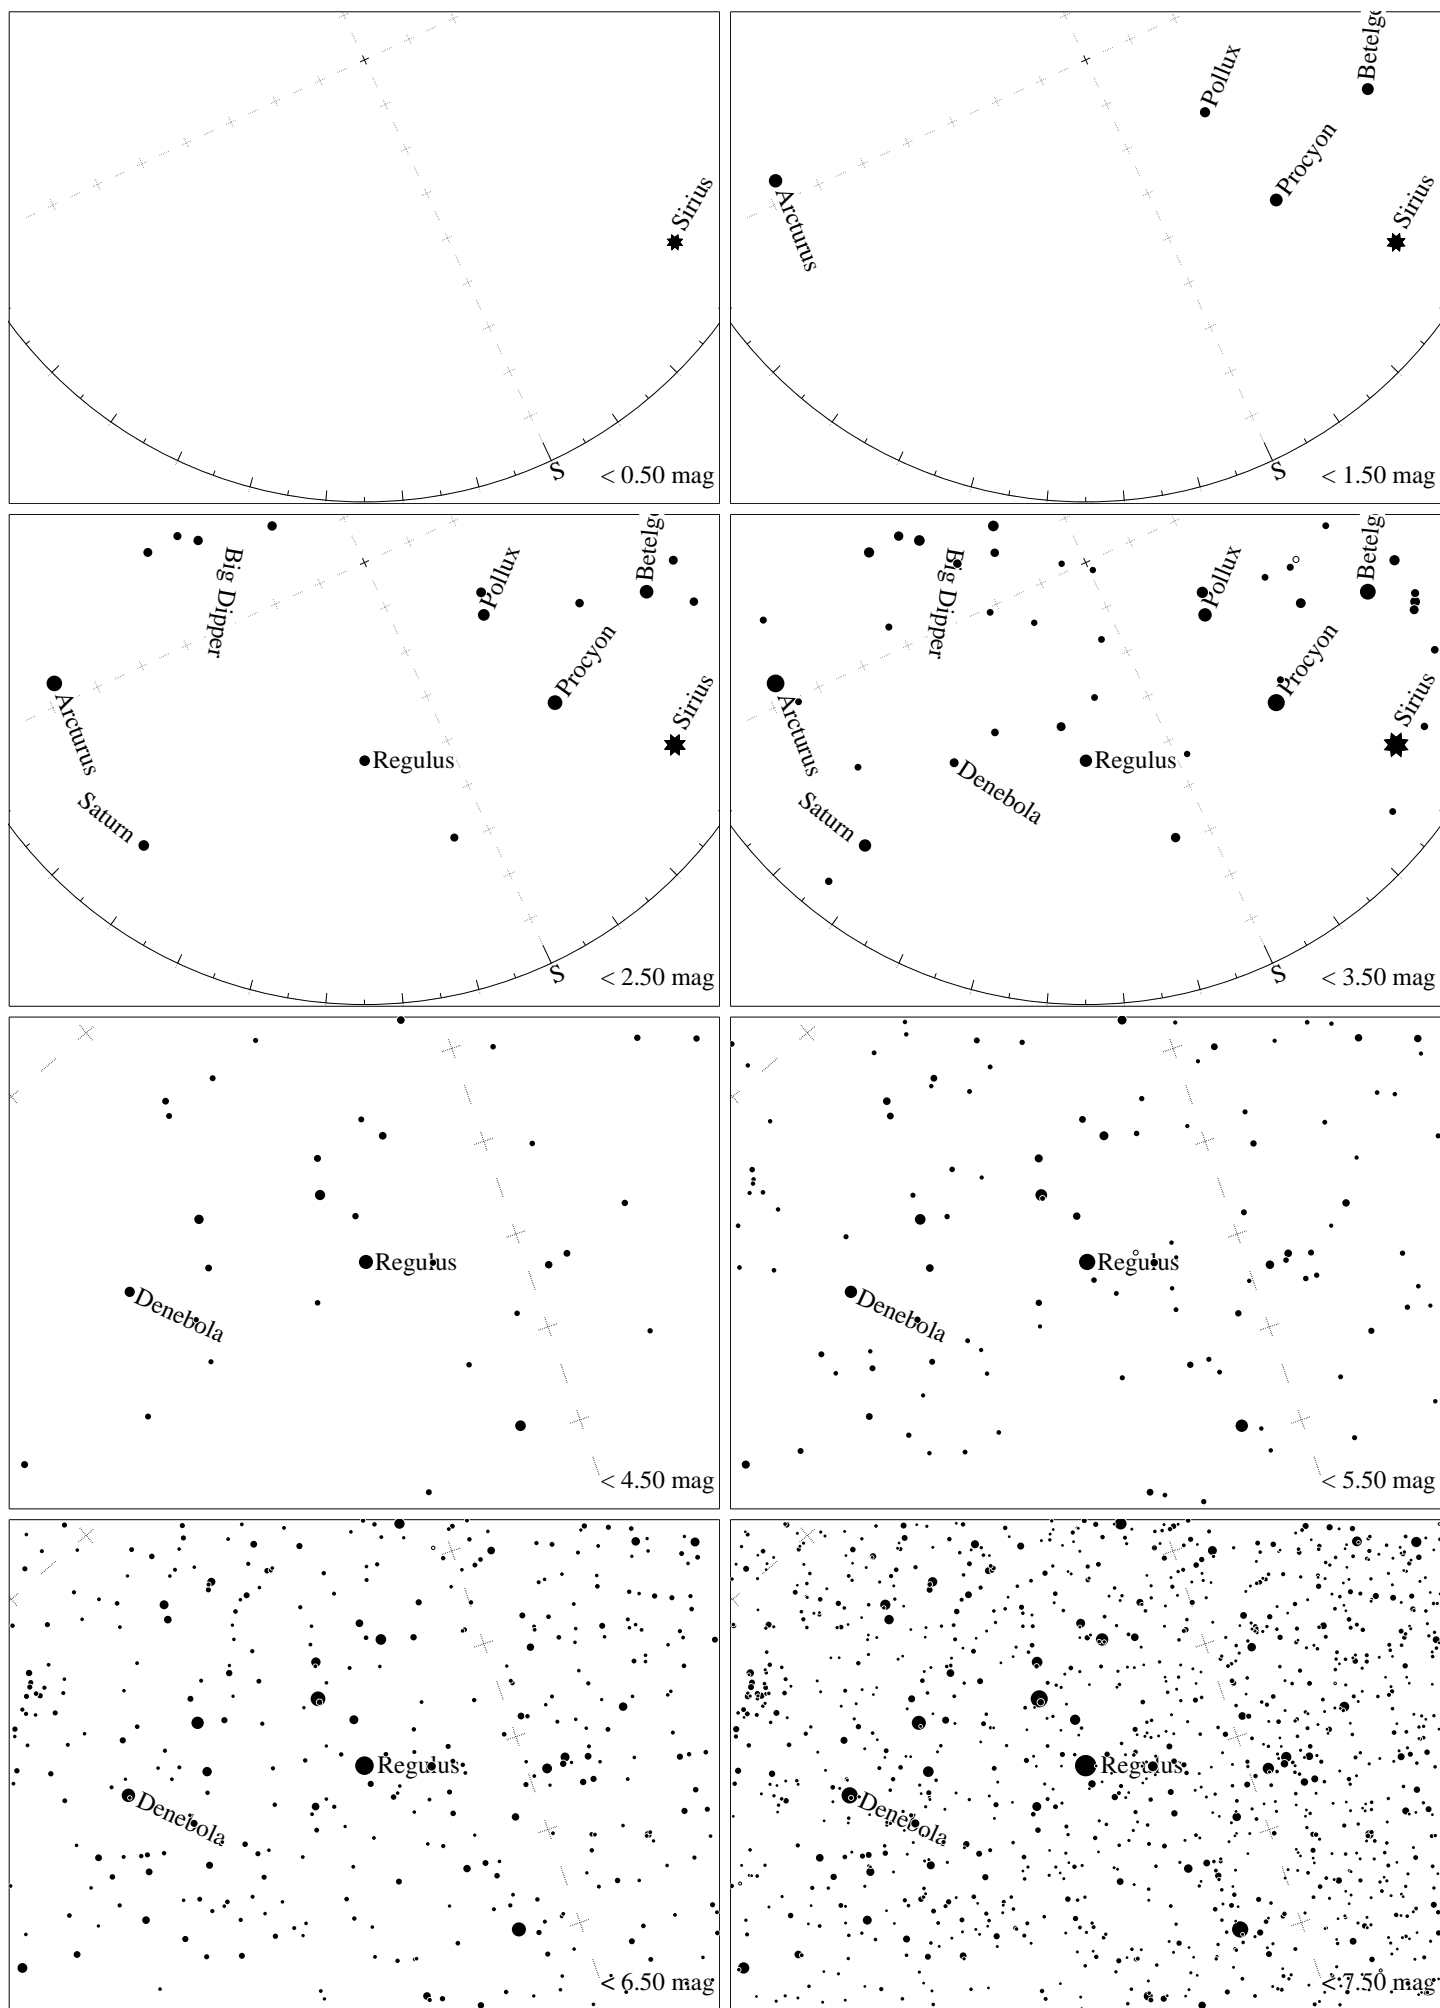 Sirius
S
< 0.50 mag
Pollux
Procyon
Sirius
Arcturus
S
< 1.50 mag
Big Dipper
Pollux
Betelg
Procyon
Sirius
Arcturus
Regulus
Saturn
S
< 2.50 mag
Big Dipper
Pollux
Betelg
Procyon
Sirius
Arcturus
Regulus
Denebola
Saturn
S
< 3.50 mag
Regulus
Denebola
< 4.50 mag
Regulus
Denebola
< 5.50 mag
Regulus
Denebola
< 6.50 mag
Regulus
Denebola
< 7.50 mag